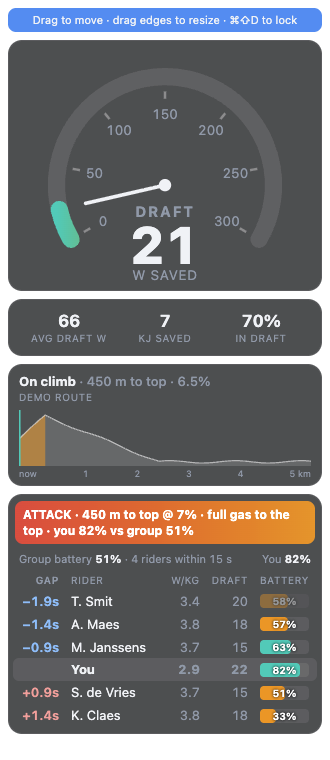 Drag to move · drag edges to resize · ⌘⇧D to lock
150
100
200
50
250
0
300
DRAFT
21
W SAVED
66
7
70%
AVG DRAFT W
KJ SAVED
IN DRAFT
On climb · 450 m to top · 6.5%
DEMO ROUTE
now 1 2 3 4 5 km
ATTACK · 450 m to top @ 7% · full gas to the
top · you 82% vs group 51%
Group battery 51% · 4 riders within 15 s You 82%
GAP RIDER W/KG DRAFT BATTERY
−1.9s T. Smit 3.4 20 58%
−1.4s A. Maes 3.8 18 57%
−0.9s M. Janssens 3.7 15 63%
You 2.9 22 82%
+0.9s S. de Vries 3.7 15 51%
+1.4s K. Claes 3.8 18 33%